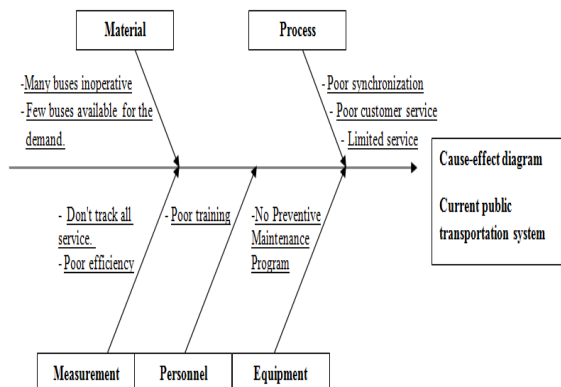 Material
Process
-Many buses inoperative
- Few buses available for the
demand.
-Poor synchronization
- Poor customer service
- Limited service
Cause-effect diagram
Current public
transportation system
- Don't track all
service.
- Poor efficiency
- Poor training
-No Preventive
Maintenance
Program
Measurement
Personnel
Equipment